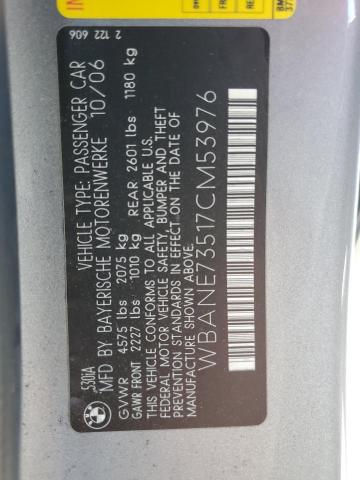 530IA
2 122 606
VEHICLE TYPE: PASSENGER CAR
MFD BY BAYERISCHE MOTORENWERKE 10/06
GVWR 4575 lbs 2075 kg
GAWR FRONT 2227 lbs 1010 kg REAR 2601 lbs 1180 kg
THIS VEHICLE CONFORMS TO ALL APPLICABLE U.S.
FEDERAL MOTOR VEHICLE SAFETY, BUMPER AND THEFT
PREVENTION STANDARDS IN EFFECT ON THE DATE OF
MANUFACTURE SHOWN ABOVE.
WBANE73517CM53976
BMW